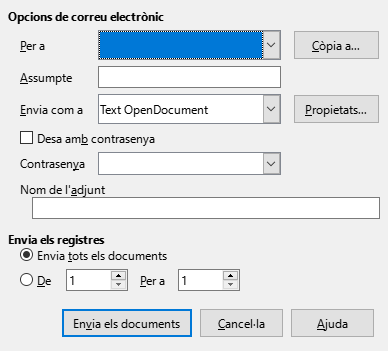 Opcions de correu electrònic
Per a
Còpia a...
Assumpte
Envia com a Text OpenDocument Propietats...
Desa amb contrasenya
Contrasenya
Nom de l'adjunt
Envia els registres
Envia tots els documents
De 1 Per a 1
Envia els documents Cancel·la Ajuda